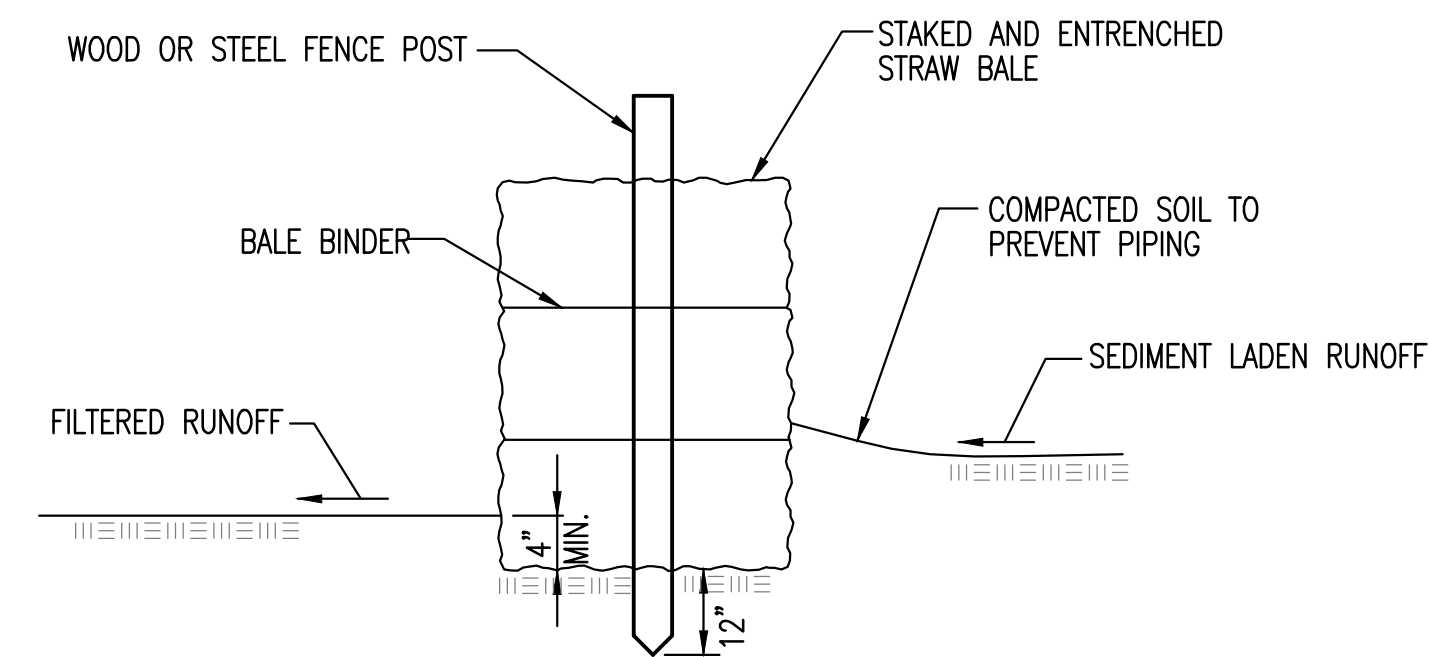 WOOD OR STEEL FENCE POST
STAKED AND ENTRENCHED
STRAW BALE
BALE BINDER
COMPACTED SOIL TO
PREVENT PIPING
SEDIMENT LADEN RUNOFF
FILTERED RUNOFF
4"
MIN.
12"